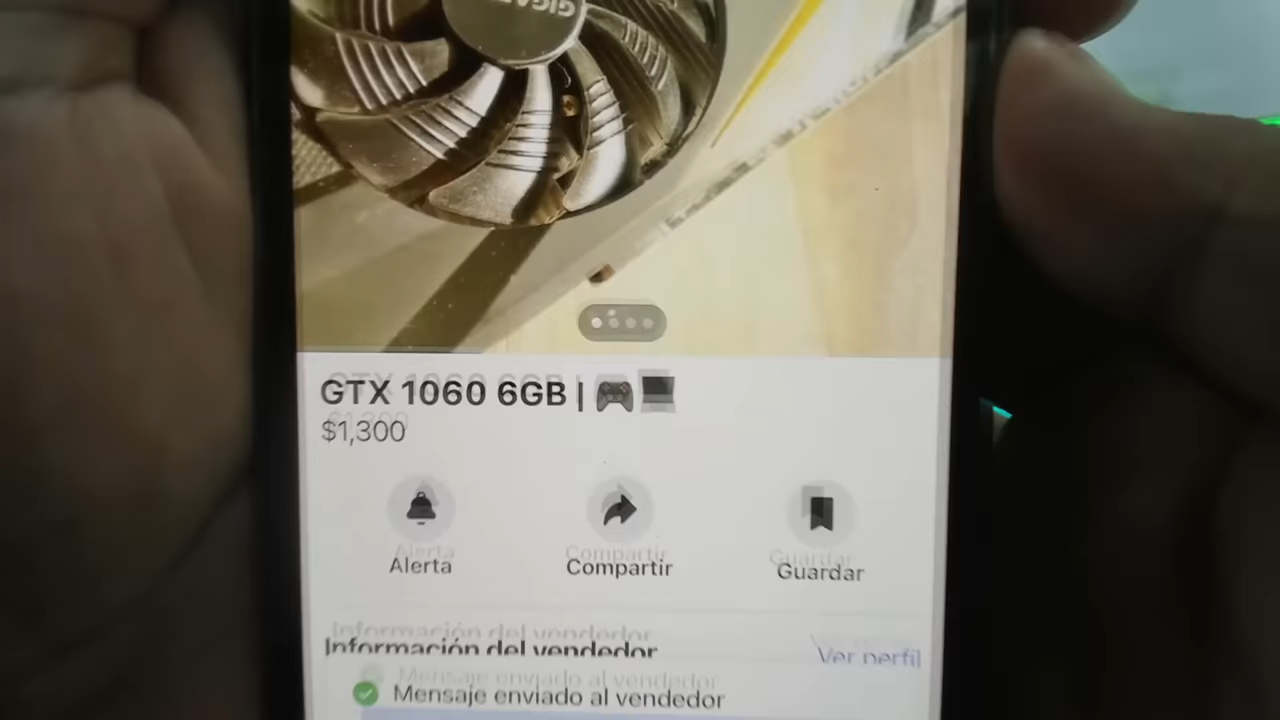 GTX 1060 6GB | 🎮💻
$1,300
Alerta
Compartir
Guardar
Información del vendedor
Ver perfil
Mensaje enviado al vendedor